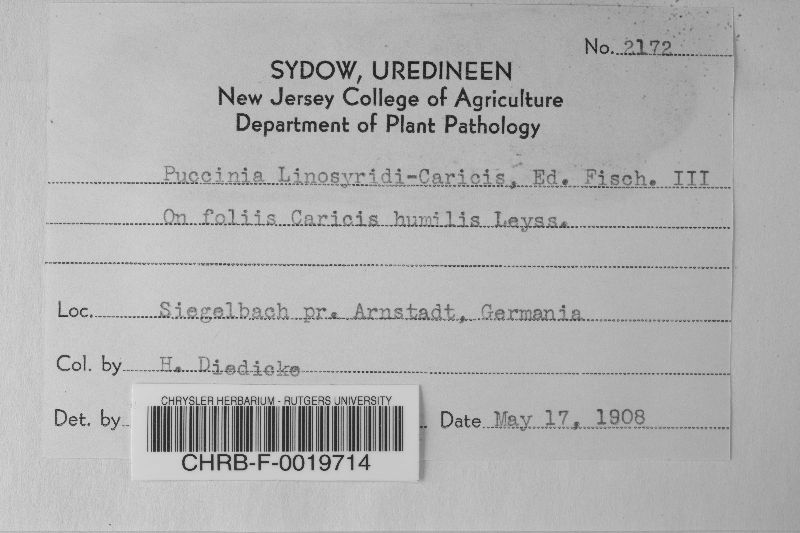 No. 2172
SYDOW, UREDINEEN
New Jersey College of Agriculture
Department of Plant Pathology
Puccinia Linosyridi-Caricis, Ed. Fisch. III
On foliis Caricis humilis Leyss.
Loc. Siegelbach pr. Arnstadt, Germania
Col. by H. Diedicke
Det. by Date May 17, 1908
CHRYSLER HERBARIUM - RUTGERS UNIVERSITY
CHRB-F-0019714